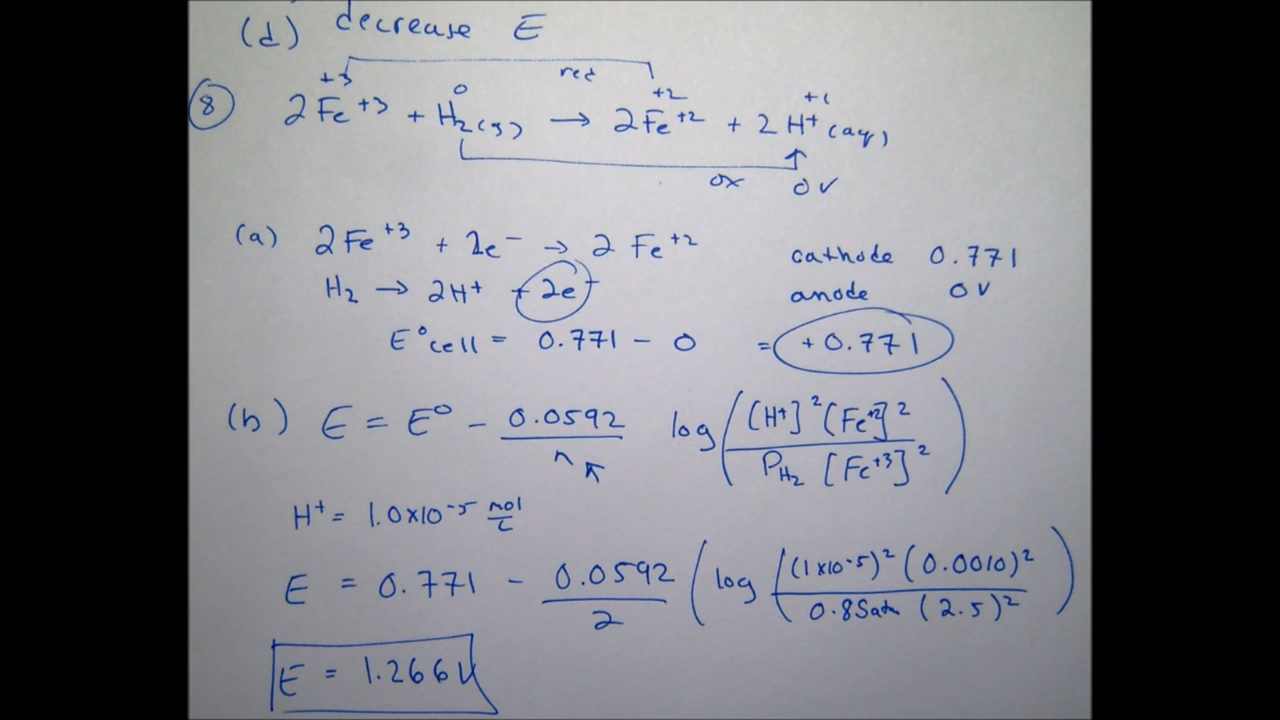 (d) decrease E
+3 red +2 +1
8 2Fe⁺³ + H₂(g) → 2Fe⁺² + 2H⁺(aq)
0
ox 0V
(a) 2Fe⁺³ + 2e⁻ → 2Fe⁺² cathode 0.771
H₂ → 2H⁺ + 2e⁻ anode 0V
E°cell = 0.771 - 0 = +0.771
(b) E = E⁰ - 0.0592/n log([H⁺]²[Fe⁺²]²/P_H₂ [Fe⁺³]²)
H⁺ = 1.0x10⁻⁵ mol/L
E = 0.771 - 0.0592/2 (log((1x10⁻⁵)²(0.0010)²/0.85atm (2.5)²)
E = 1.266V